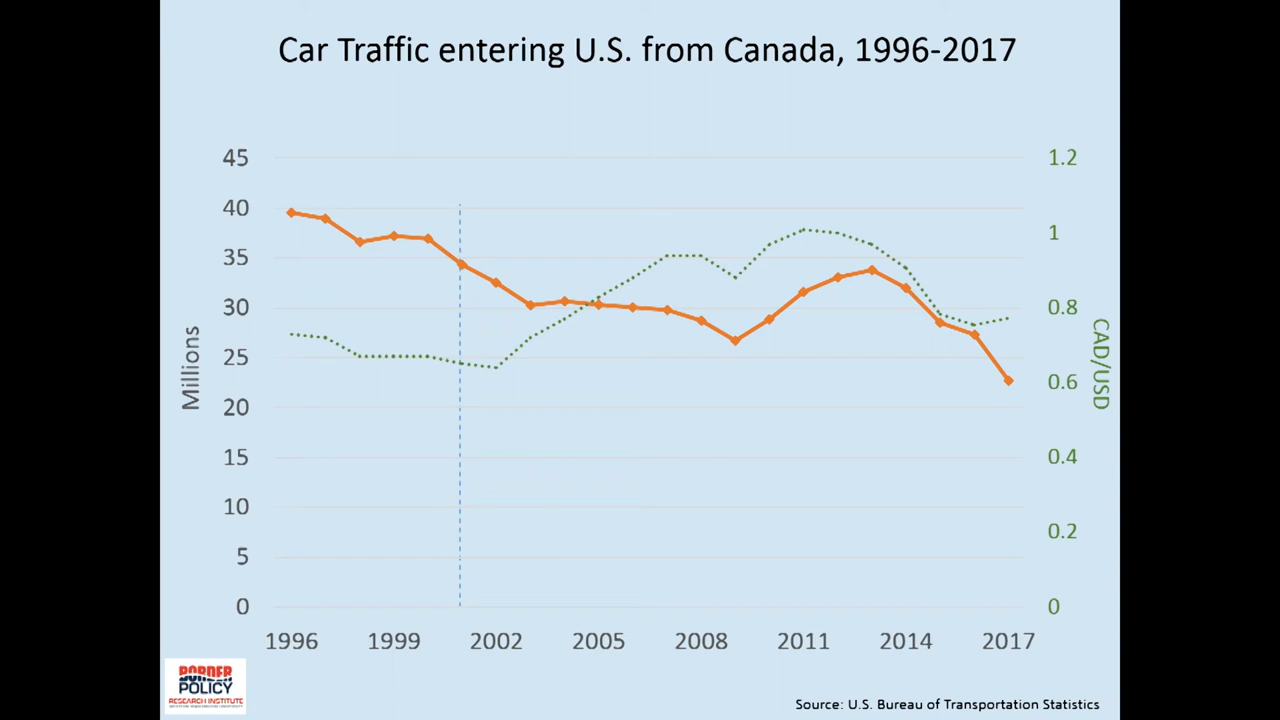 Car Traffic entering U.S. from Canada, 1996-2017
45
40
35
30
25
20
15
10
5
0
Millions
1.2
1
0.8
0.6
0.4
0.2
0
CAD/USD
1996 1999 2002 2005 2008 2011 2014 2017
BORDER
POLICY
RESEARCH INSTITUTE
Source: U.S. Bureau of Transportation Statistics